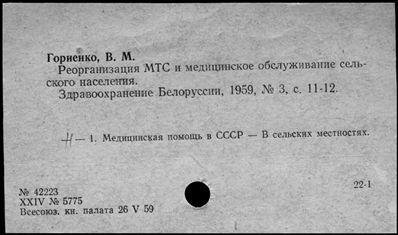 Горненко, В. М.
Реорганизация МТС и медицинское обслуживание сель-
ского населения.
Здравоохранение Белоруссии, 1959, № 3, с. 11-12.
H — 1. Медицинская помощь в СССР — В сельских местностях.
№ 42223
XXIV № 5775
Всесоюз. кн. палата 26 V 59
22-1